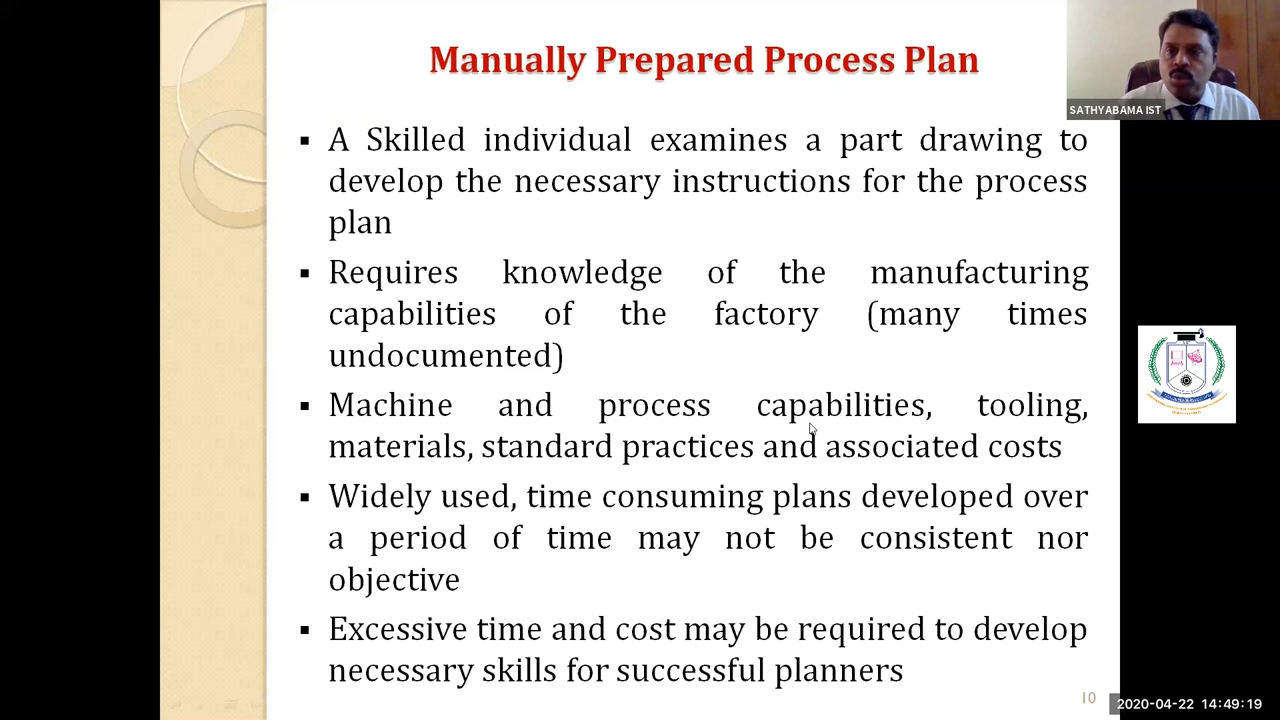 Manually Prepared Process Plan
SATHYABAMA IST
▪ A Skilled individual examines a part drawing to
develop the necessary instructions for the process
plan
▪ Requires knowledge of the manufacturing
capabilities of the factory (many times
undocumented)
▪ Machine and process capabilities, tooling,
materials, standard practices and associated costs
▪ Widely used, time consuming plans developed over
a period of time may not be consistent nor
objective
▪ Excessive time and cost may be required to develop
necessary skills for successful planners
10
2020-04-22 14:49:19